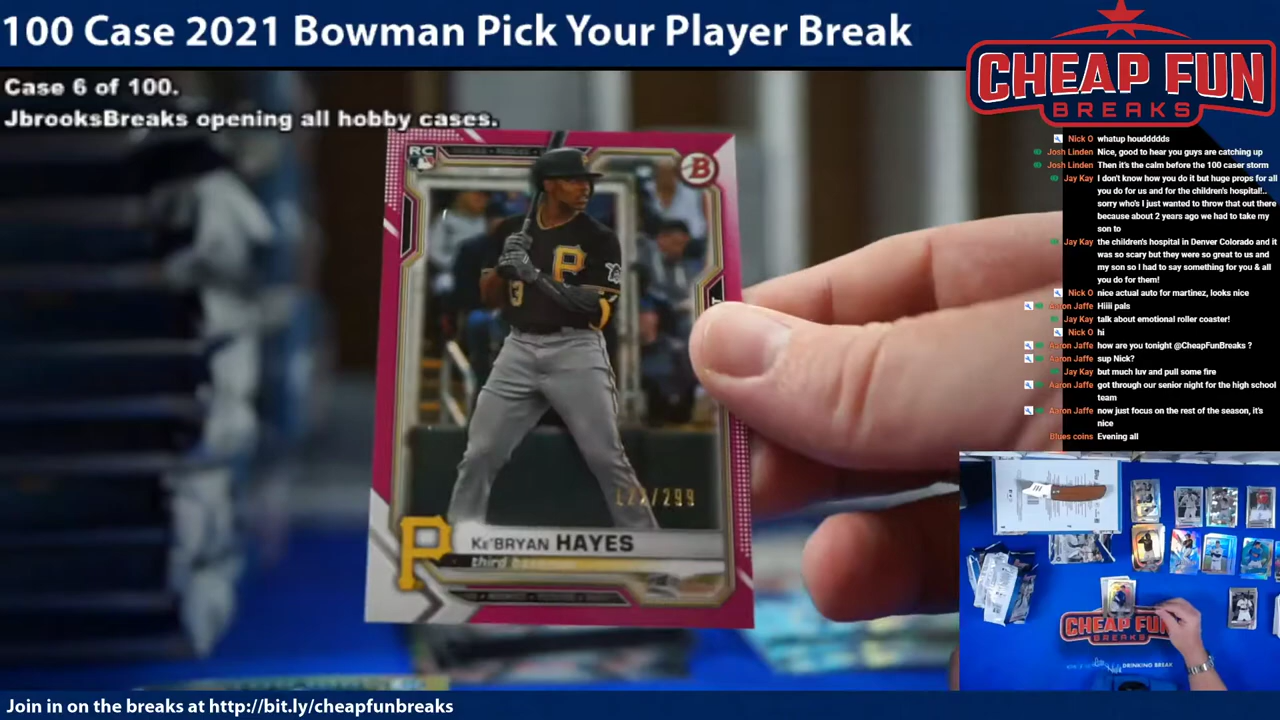 100 Case 2021 Bowman Pick Your Player Break
Case 6 of 100.
JbrooksBreaks opening all hobby cases.
CHEAP FUN
BREAKS
Nick O whatup houddddds
Josh Linden Nice, good to hear you guys are catching up
Josh Linden Then it's the calm before the 100 caser storm
Jay Kay I don't know how you do it but huge props for all
you do for us and for the children's hospital!..
sorry who's I just wanted to throw that out there
because about 2 years ago we had to take my
son to
Jay Kay the children's hospital in Denver Colorado and it
was so scary but they were so great to us and
my son so I had to say something for you & all
you do for them!
Nick O nice actual auto for martinez, looks nice
Aaron Jaffe Hiiii pals
Jay Kay talk about emotional roller coaster!
Nick O hi
Aaron Jaffe how are you tonight @CheapFunBreaks ?
Aaron Jaffe sup Nick?
Jay Kay but much luv and pull some fire
Aaron Jaffe got through our senior night for the high school
team
Aaron Jaffe now just focus on the rest of the season, it's
nice
Blues coins Evening all
RC
B
P
/299
P
KE'BRYAN HAYES
third
CHEAP FUN
BREAKS
DRINKING BREAK
Join in on the breaks at http://bit.ly/cheapfunbreaks